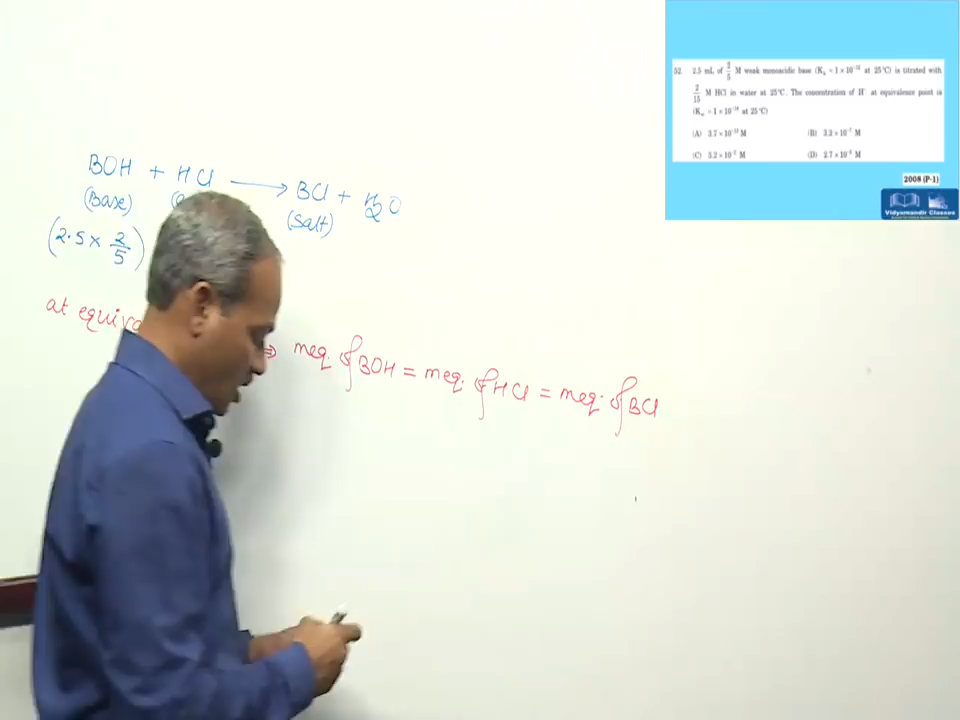 52. 2.5 mL of 2/5 M weak monoacidic base (K_b = 1 × 10⁻¹² at 25°C) is titrated with
2/15 M HCl in water at 25°C. The concentration of H⁺ at equivalence point is
(K_w = 1 × 10⁻¹⁴ at 25°C)
(A) 3.7 × 10⁻¹³ M (B) 3.2 × 10⁻⁷ M
(C) 3.2 × 10⁻² M (D) 2.7 × 10⁻² M
2008 (P-1)
Vidyamandir Classes
BOH + HCl ⟶ BCl + H₂O
(Base) (Salt)
(2.5 × 2/5)
at ⇒ meq. of BOH = meq. of HCl = meq. of BCl